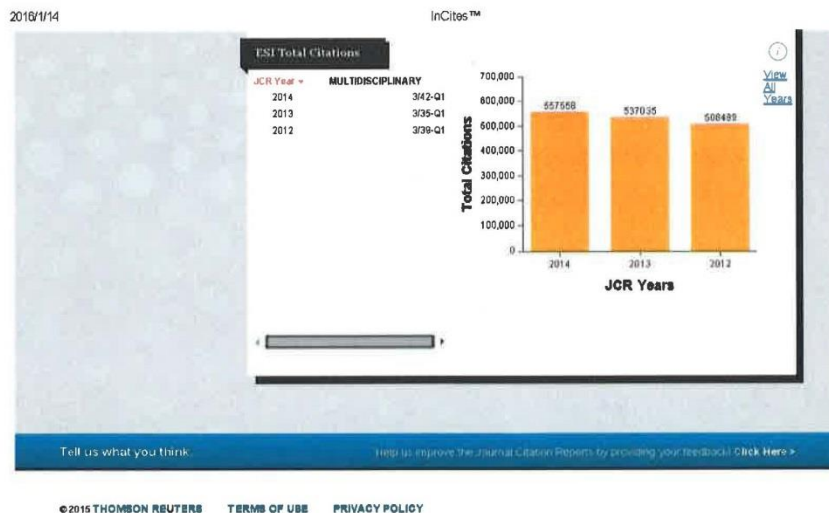 2016/1/14
InCites™
ESI Total Citations
JCR Year
MULTIDISCIPLINARY
2014 3/42-Q1
2013 3/35-Q1
2012 3/39-Q1
View All Years
Total Citations
700,000
600,000
500,000
400,000
300,000
200,000
100,000
0
557558 537035 508489
2014 2013 2012
JCR Years
Tell us what you think.
Help us improve the Journal Citation Reports by providing your feedback! Click Here >
©2015 THOMSON REUTERS TERMS OF USE PRIVACY POLICY